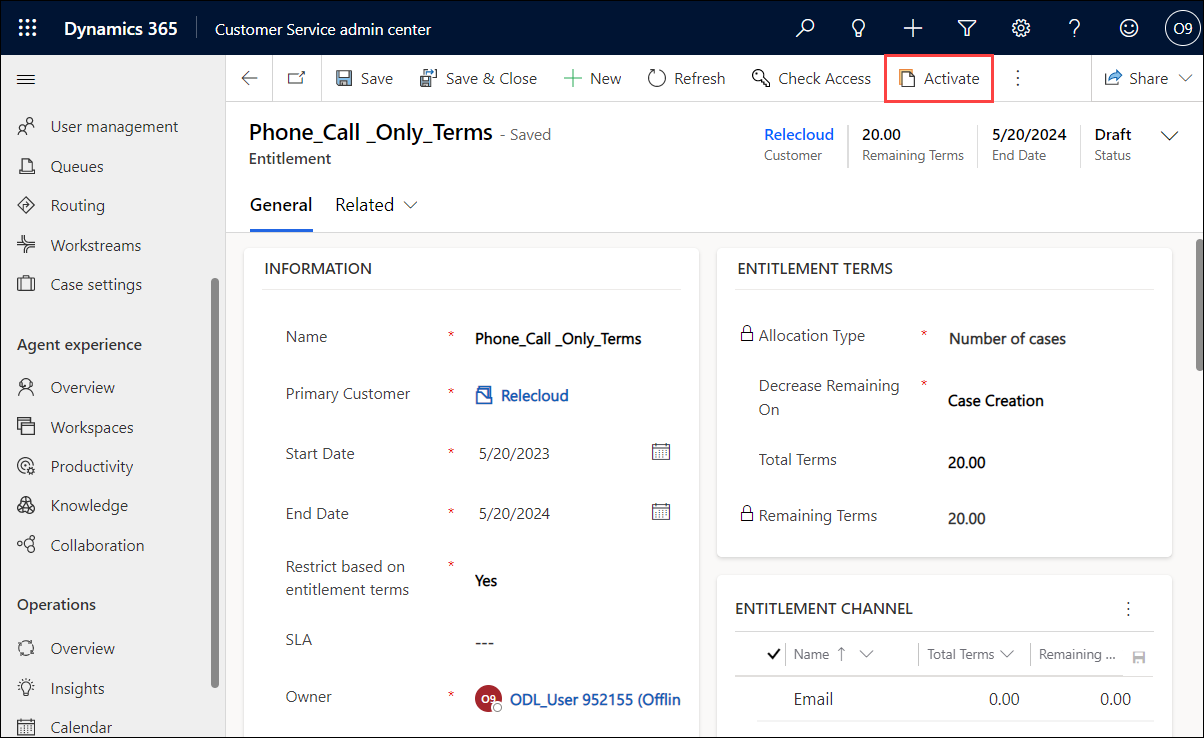 Dynamics 365 Customer Service admin center O9
Save Save & Close New Refresh Check Access Activate Share
User management
Queues
Routing
Workstreams
Case settings
Agent experience
Overview
Workspaces
Productivity
Knowledge
Collaboration
Operations
Overview
Insights
Calendar
Phone_Call _Only_Terms - Saved
Entitlement
Relecloud
Customer
20.00
Remaining Terms
5/20/2024
End Date
Draft
Status
General Related
INFORMATION
Name * Phone_Call _Only_Terms
Primary Customer * Relecloud
Start Date * 5/20/2023
End Date * 5/20/2024
Restrict based on
entitlement terms * Yes
SLA ---
Owner * O9 ODL_User 952155 (Offlin
ENTITLEMENT TERMS
Allocation Type * Number of cases
Decrease Remaining
On * Case Creation
Total Terms 20.00
Remaining Terms 20.00
ENTITLEMENT CHANNEL
Name ↑ Total Terms Remaining ...
Email 0.00 0.00